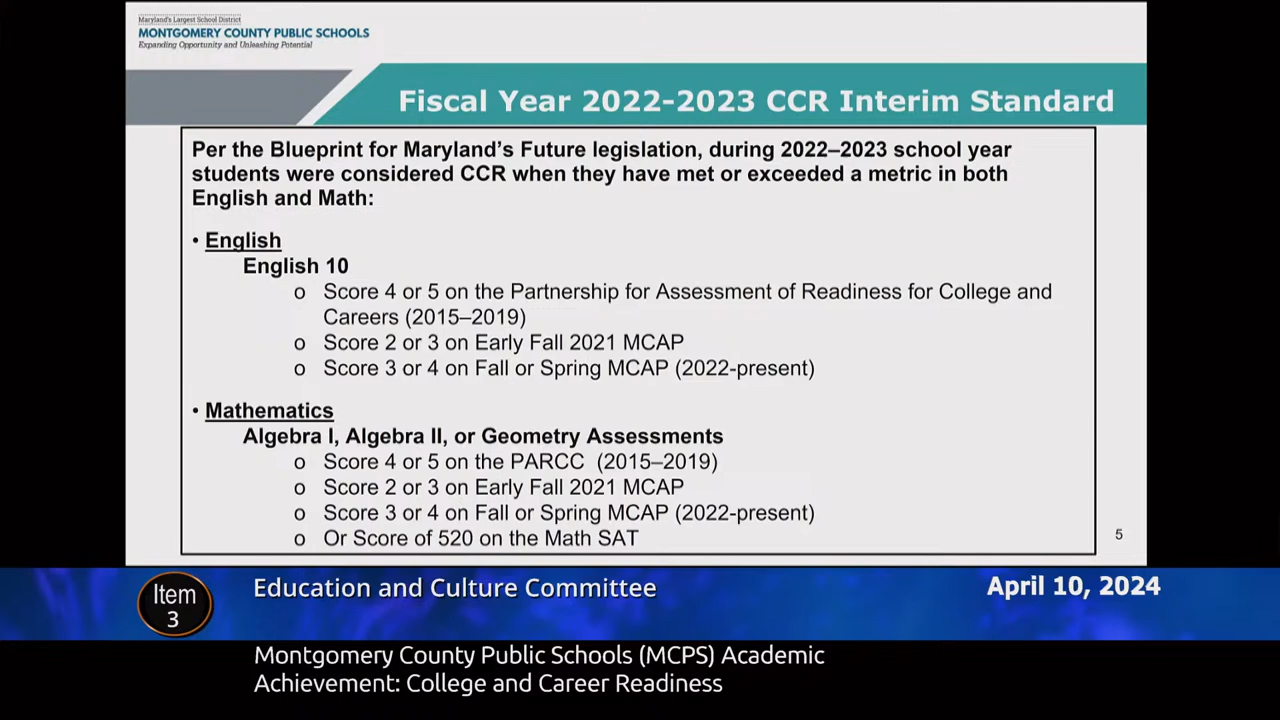 Maryland's Largest School District
MONTGOMERY COUNTY PUBLIC SCHOOLS
Expanding Opportunity and Unleashing Potential
Fiscal Year 2022-2023 CCR Interim Standard
Per the Blueprint for Maryland's Future legislation, during 2022–2023 school year
students were considered CCR when they have met or exceeded a metric in both
English and Math:
• English
English 10
o Score 4 or 5 on the Partnership for Assessment of Readiness for College and
Careers (2015–2019)
o Score 2 or 3 on Early Fall 2021 MCAP
o Score 3 or 4 on Fall or Spring MCAP (2022-present)
• Mathematics
Algebra I, Algebra II, or Geometry Assessments
o Score 4 or 5 on the PARCC (2015–2019)
o Score 2 or 3 on Early Fall 2021 MCAP
o Score 3 or 4 on Fall or Spring MCAP (2022-present)
o Or Score of 520 on the Math SAT
5
Item
3
Education and Culture Committee
April 10, 2024
Montgomery County Public Schools (MCPS) Academic
Achievement: College and Career Readiness